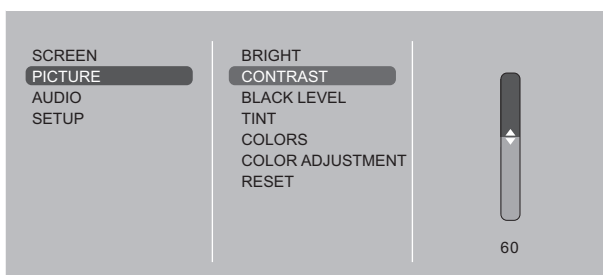 SCREEN
PICTURE
AUDIO
SETUP
BRIGHT
CONTRAST
BLACK LEVEL
TINT
COLORS
COLOR ADJUSTMENT
RESET
60